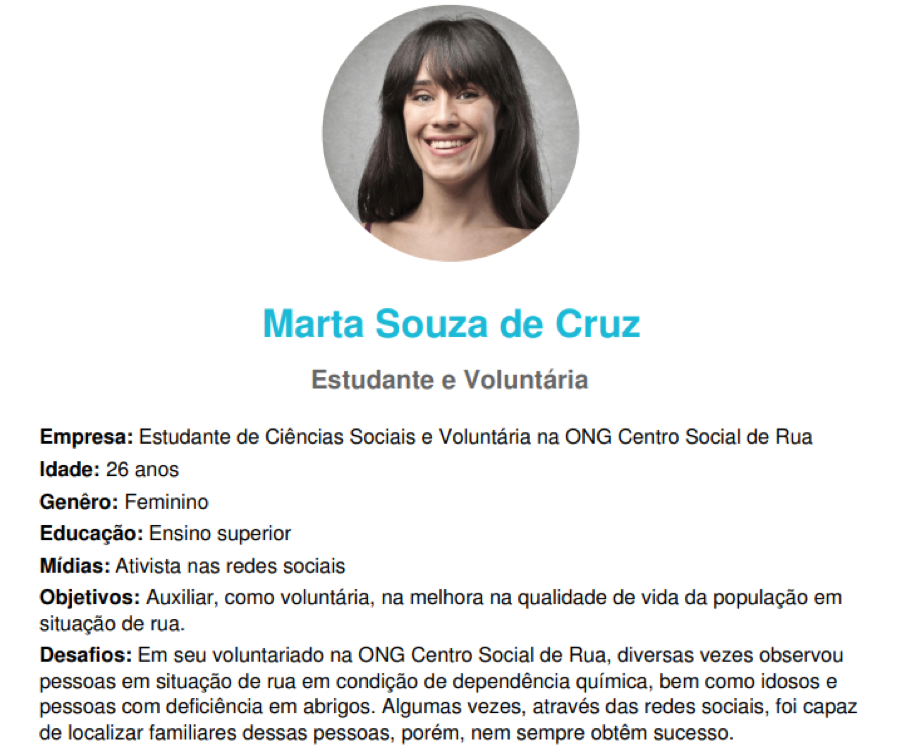 Marta Souza de Cruz
Estudante e Voluntária
Empresa: Estudante de Ciências Sociais e Voluntária na ONG Centro Social de Rua
Idade: 26 anos
Genêro: Feminino
Educação: Ensino superior
Mídias: Ativista nas redes sociais
Objetivos: Auxiliar, como voluntária, na melhora na qualidade de vida da população em
situação de rua.
Desafios: Em seu voluntariado na ONG Centro Social de Rua, diversas vezes observou
pessoas em situação de rua em condição de dependência química, bem como idosos e
pessoas com deficiência em abrigos. Algumas vezes, através das redes sociais, foi capaz
de localizar familiares dessas pessoas, porém, nem sempre obtêm sucesso.